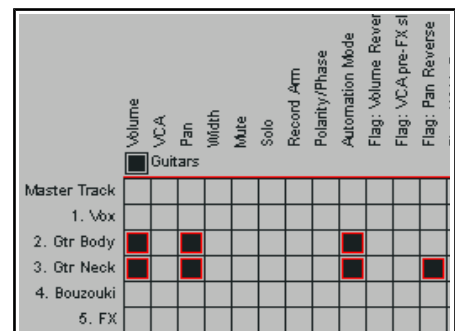 Volume
VCA
Pan
Width
Mute
Solo
Record Arm
Polarity/Phase
Automation Mode
Flag: Volume Rever
Flag: VCA pre-FX sl
Flag: Pan Reverse
Guitars
Master Track
1. Vox
2. Gtr Body
3. Gtr Neck
4. Bouzouki
5. FX